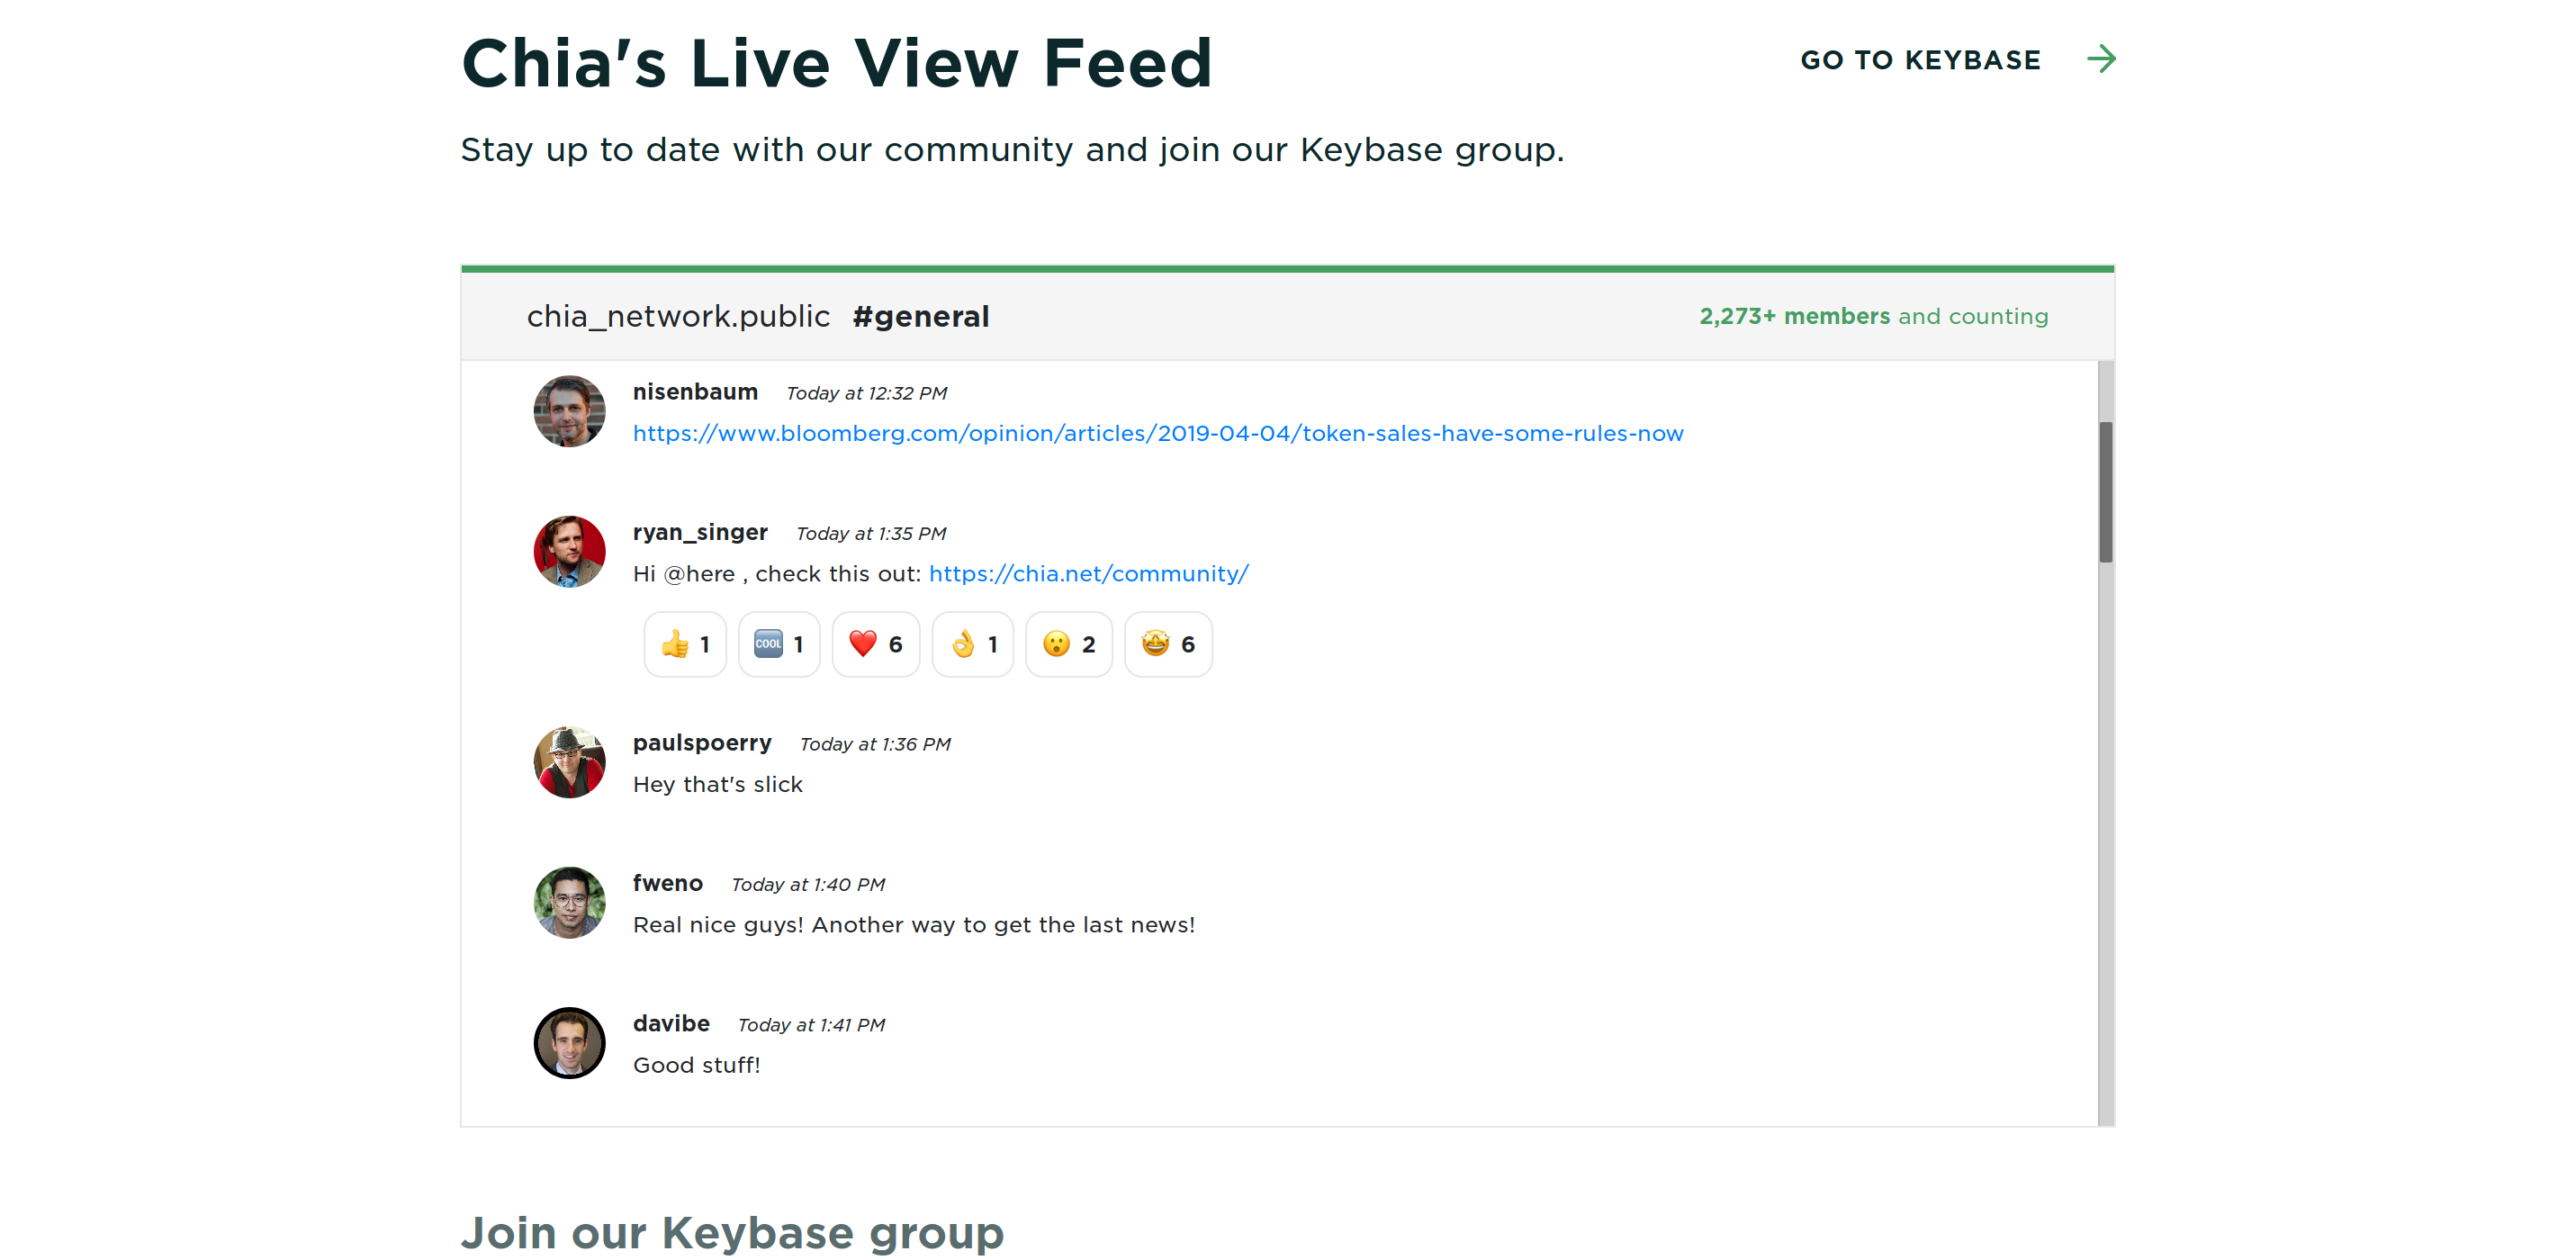 Chia's Live View Feed
GO TO KEYBASE
Stay up to date with our community and join our Keybase group.
chia_network.public #general
2,273+ members and counting
nisenbaum Today at 12:32 PM
https://www.bloomberg.com/opinion/articles/2019-04-04/token-sales-have-some-rules-now
ryan_singer Today at 1:35 PM
Hi @here , check this out: https://chia.net/community/
👍 1 🆒 1 ❤️ 6 👌 1 😮 2 🤩 6
paulspoerry Today at 1:36 PM
Hey that's slick
fweno Today at 1:40 PM
Real nice guys! Another way to get the last news!
davibe Today at 1:41 PM
Good stuff!
Join our Keybase group